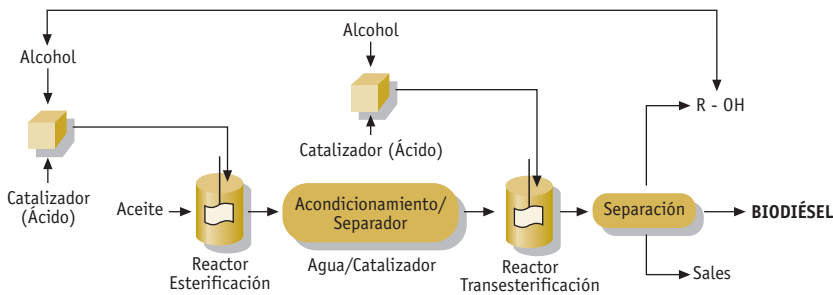 Alcohol
Catalizador
(Ácido)
Alcohol
Catalizador (Ácido)
Aceite
Reactor
Esterificación
Acondicionamiento/
Separador
Agua/Catalizador
Reactor
Transesterificación
Separación
R - OH
BIODIÉSEL
Sales